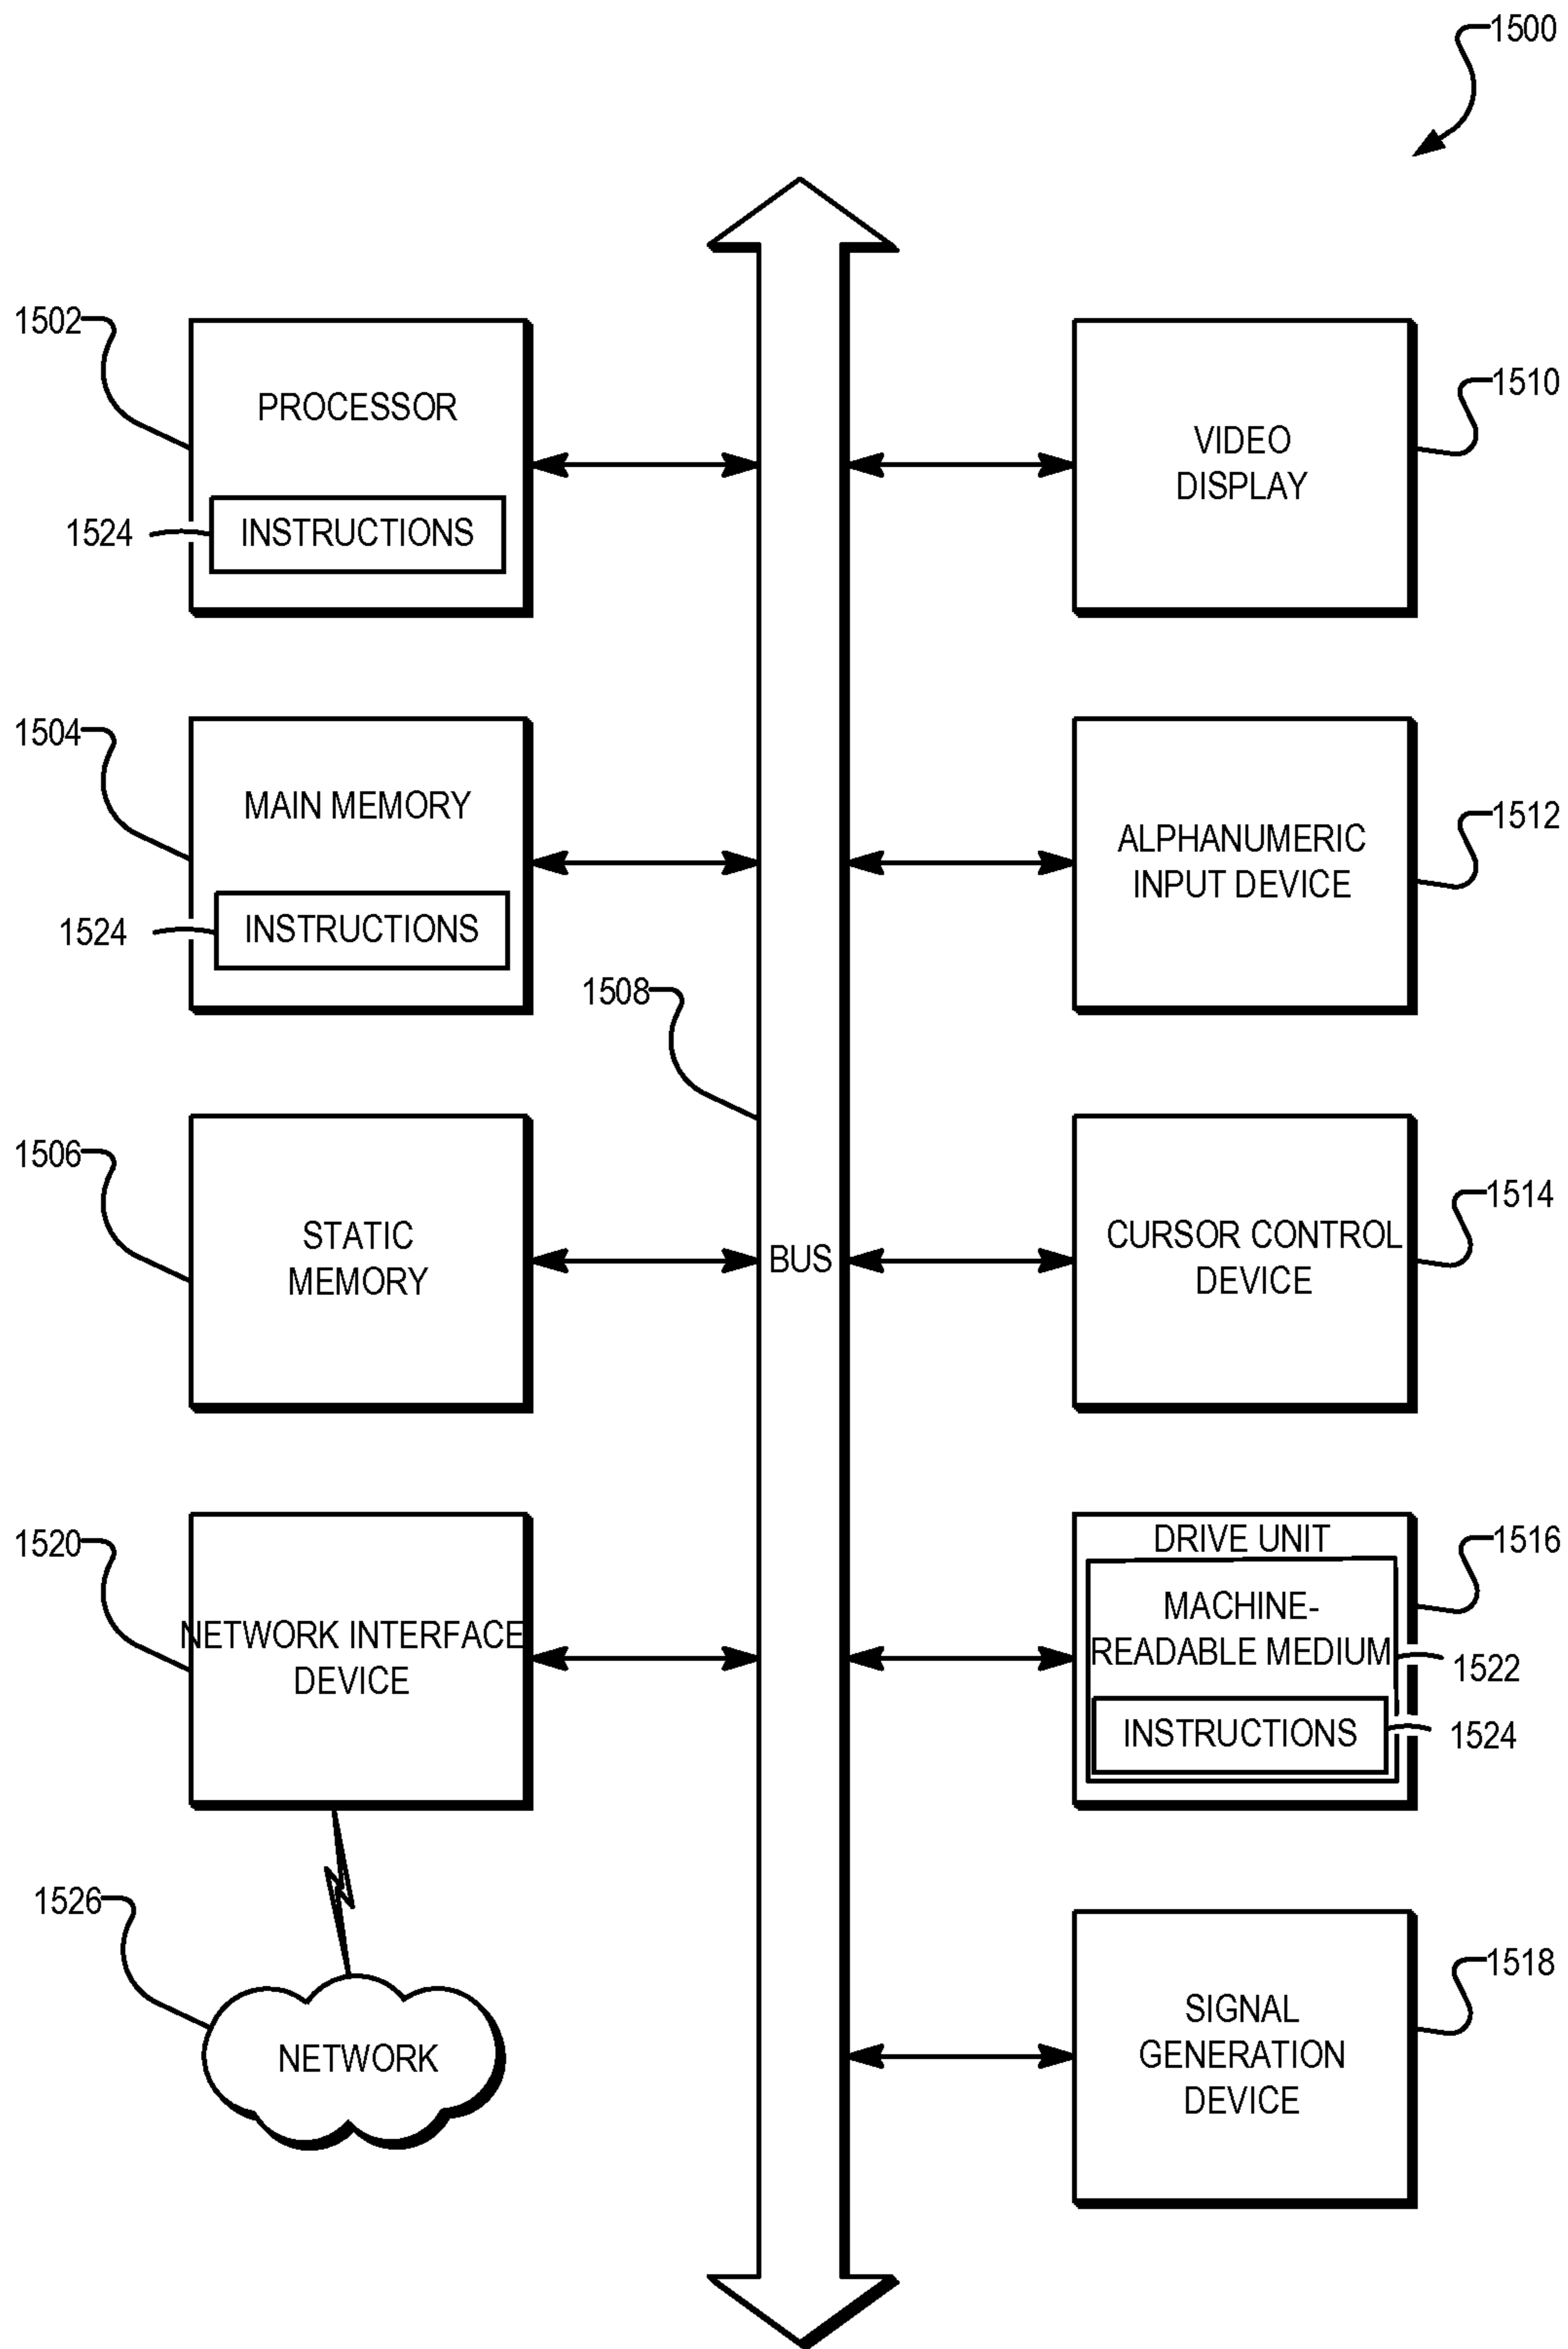 1500
1502
PROCESSOR
1524
INSTRUCTIONS
1510
VIDEO
DISPLAY
1504
MAIN MEMORY
1524
INSTRUCTIONS
1512
ALPHANUMERIC
INPUT DEVICE
1508
BUS
1506
STATIC
MEMORY
1514
CURSOR CONTROL
DEVICE
1520
NETWORK INTERFACE
DEVICE
1516
DRIVE UNIT
MACHINE-
READABLE MEDIUM
1522
INSTRUCTIONS
1524
1526
NETWORK
1518
SIGNAL
GENERATION
DEVICE